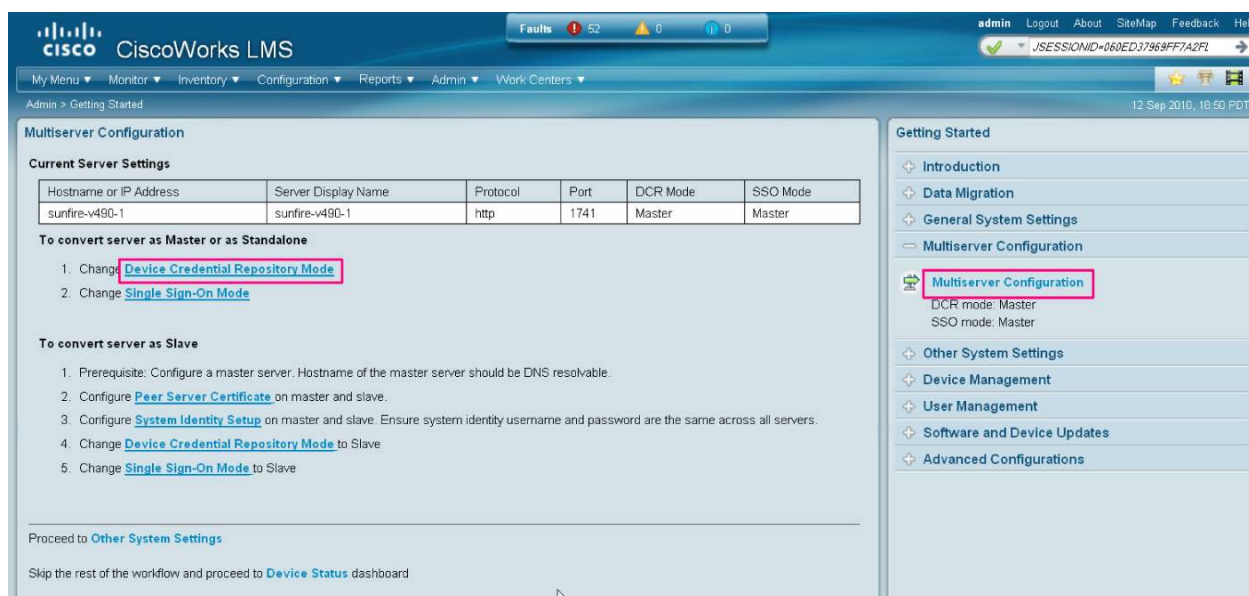 CISCO CiscoWorks LMS
Faults 52 0 0
admin Logout About SiteMap Feedback
JSESSIONID=060ED37969FF7A2FL
My Menu Monitor Inventory Configuration Reports Admin Work Centers
Admin > Getting Started
12 Sep 2010, 18:50 PDT
Multiserver Configuration
Current Server Settings
Hostname or IP Address Server Display Name Protocol Port DCR Mode SSO Mode
sunfire-v490-1 sunfire-v490-1 http 1741 Master Master
To convert server as Master or as Standalone
1. Change Device Credential Repository Mode
2. Change Single Sign-On Mode
To convert server as Slave
1. Prerequisite: Configure a master server. Hostname of the master server should be DNS resolvable.
2. Configure Peer Server Certificate on master and slave.
3. Configure System Identity Setup on master and slave. Ensure system identity username and password are the same across all servers.
4. Change Device Credential Repository Mode to Slave
5. Change Single Sign-On Mode to Slave
Proceed to Other System Settings
Skip the rest of the workflow and proceed to Device Status dashboard
Getting Started
Introduction
Data Migration
General System Settings
Multiserver Configuration
Multiserver Configuration
DCR mode: Master
SSO mode: Master
Other System Settings
Device Management
User Management
Software and Device Updates
Advanced Configurations